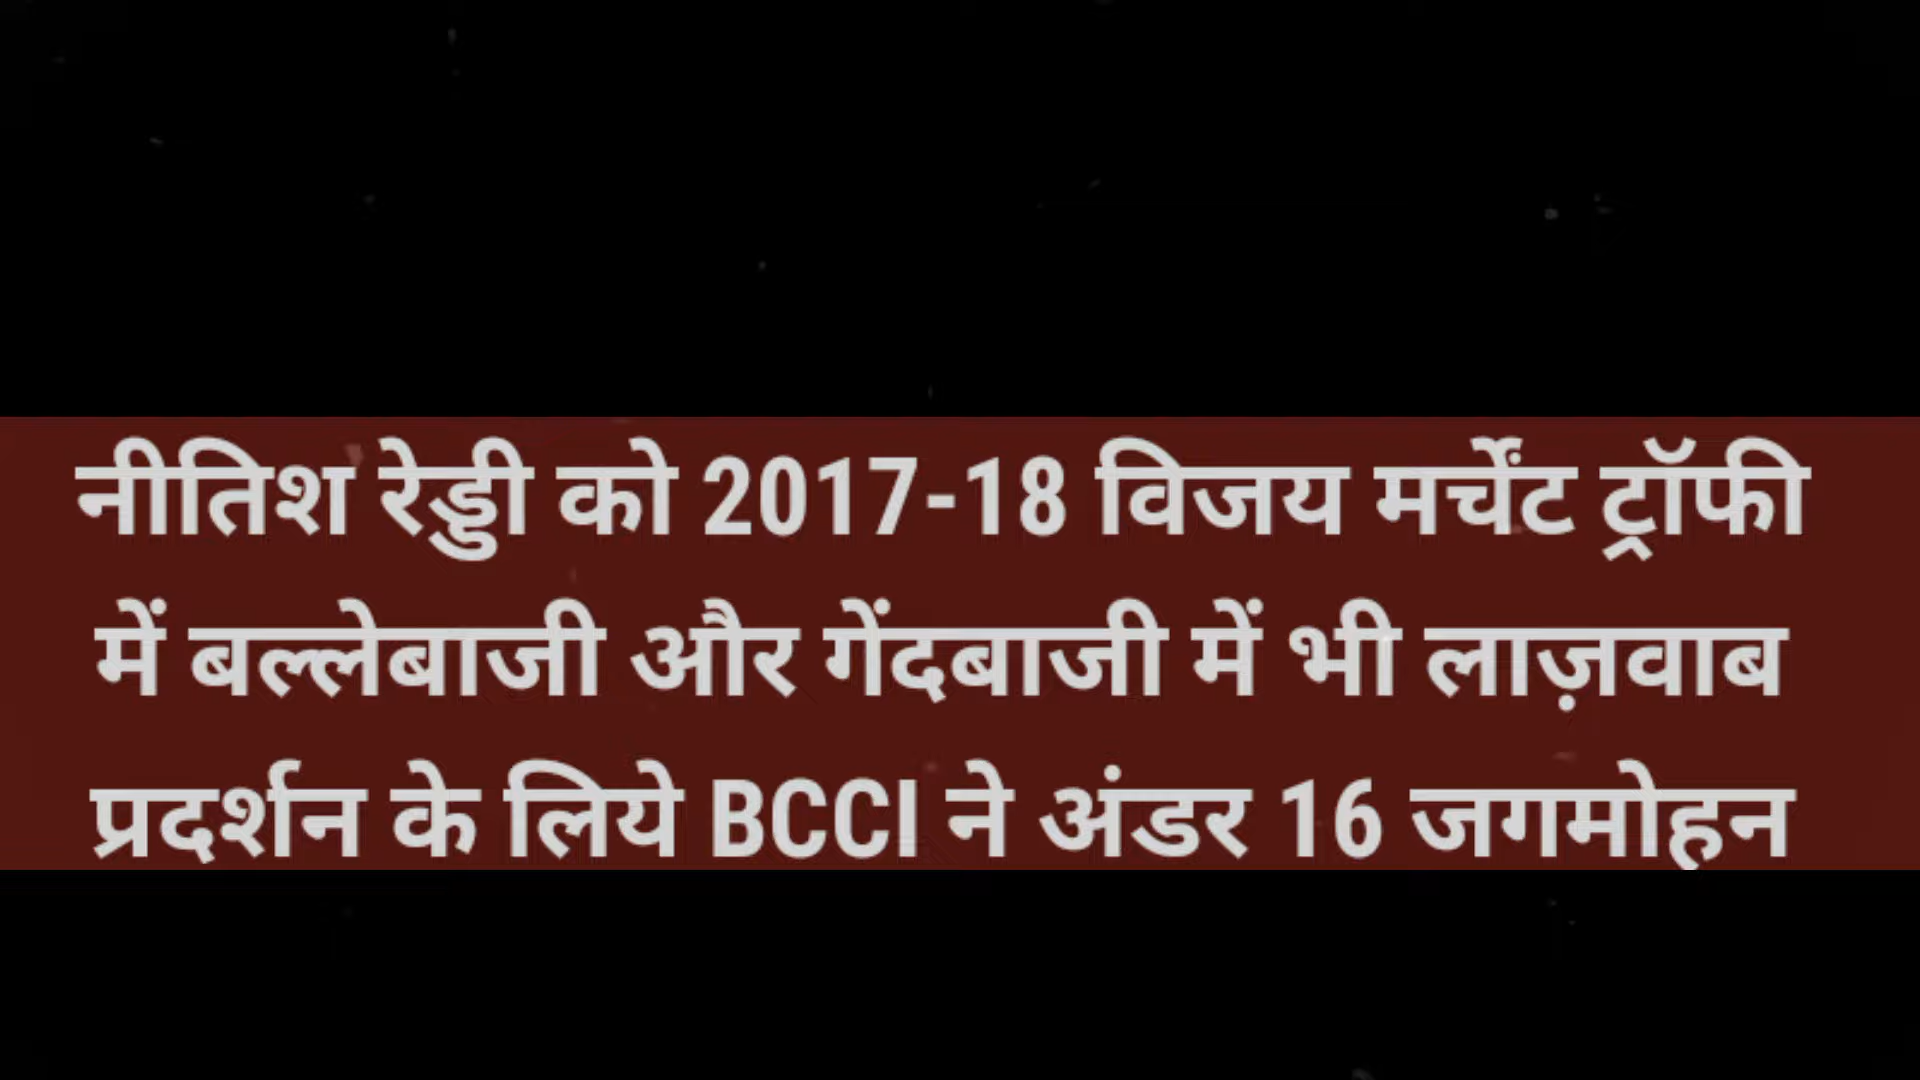 नीतिश रेड्डी को 2017-18 विजय मर्चेंट ट्रॉफी
में बल्लेबाजी और गेंदबाजी में भी लाज़वाब
प्रदर्शन के लिये BCCI ने अंडर 16 जगमोहन